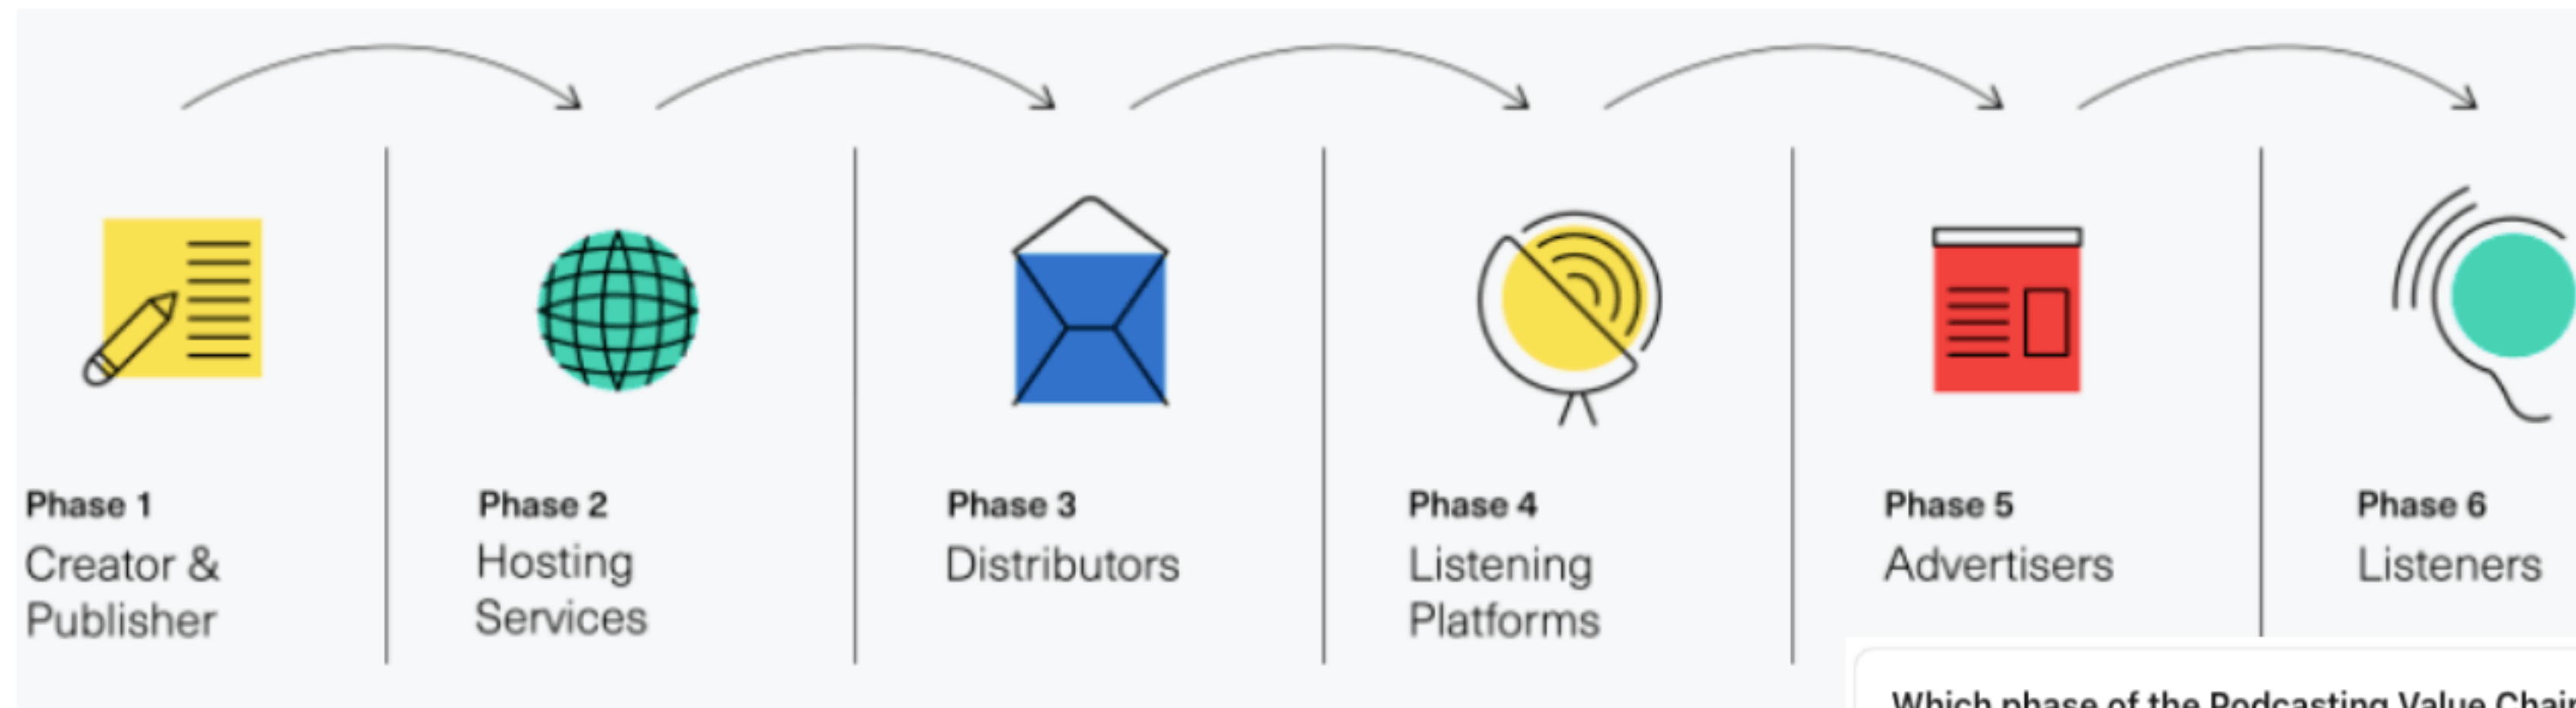 Phase 1
Creator &
Publisher
Phase 2
Hosting
Services
Phase 3
Distributors
Phase 4
Listening
Platforms
Phase 5
Advertisers
Phase 6
Listeners
Which phase of the Podcasting Value Chain